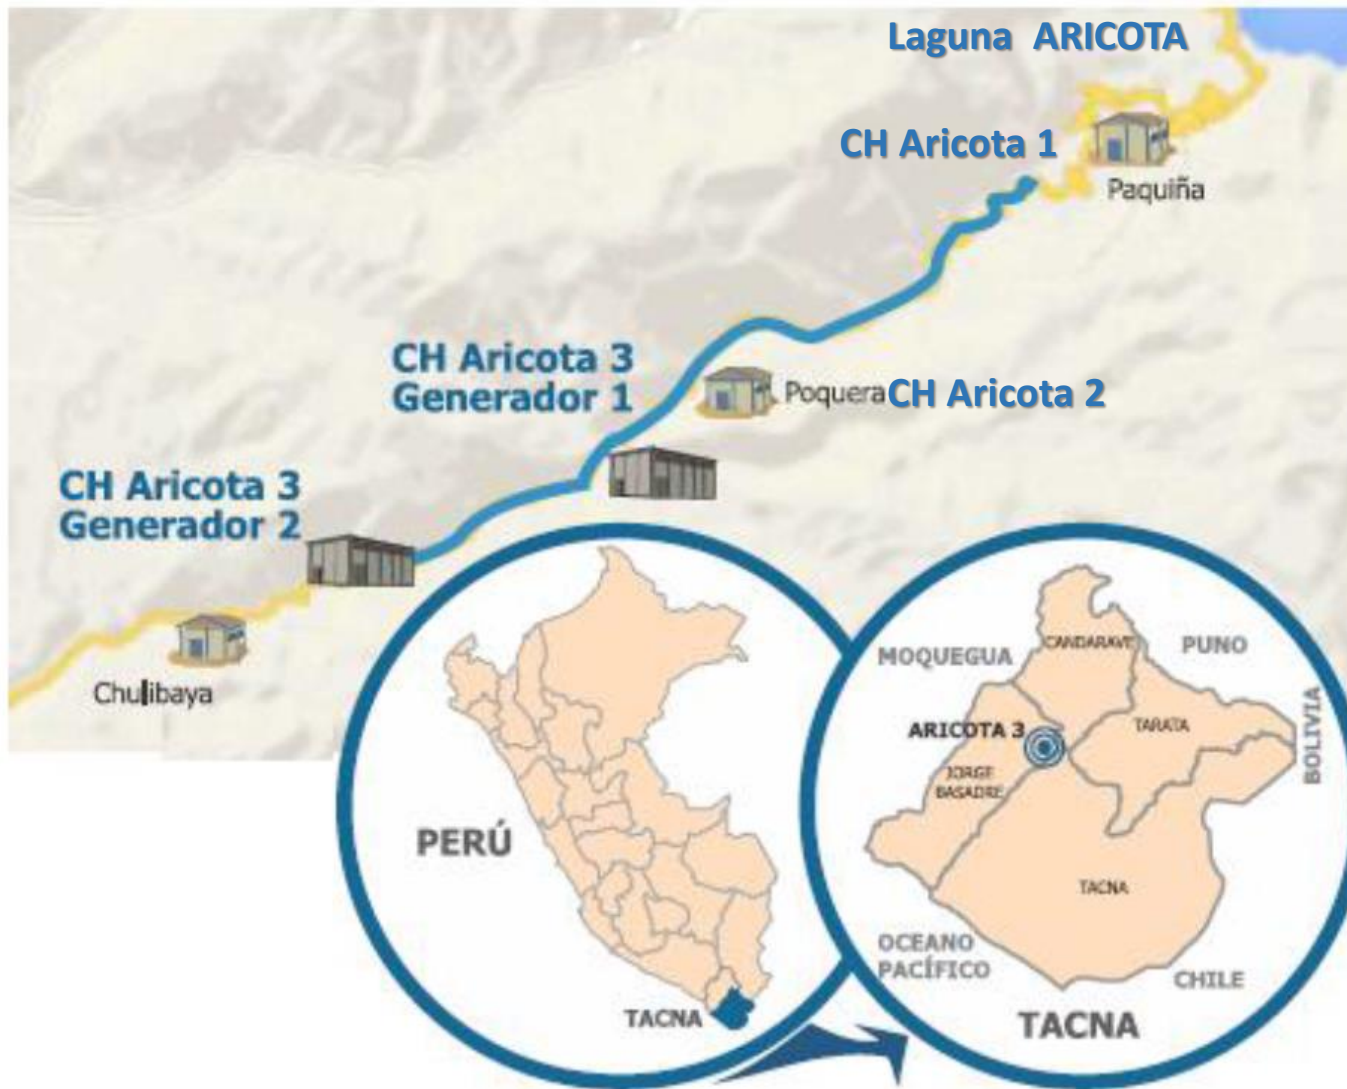 Laguna ARICOTA
CH Aricota 1
Paquiña
CH Aricota 3
Generador 1
Poquera
CH Aricota 2
CH Aricota 3
Generador 2
Chulibaya
PERÚ
TACNA
MOQUEGUA
CANDARAVE
PUNO
ARICOTA 3
TARATA
BOLIVIA
JORGE
BASADRE
TACNA
OCEANO
PACÍFICO
CHILE
TACNA